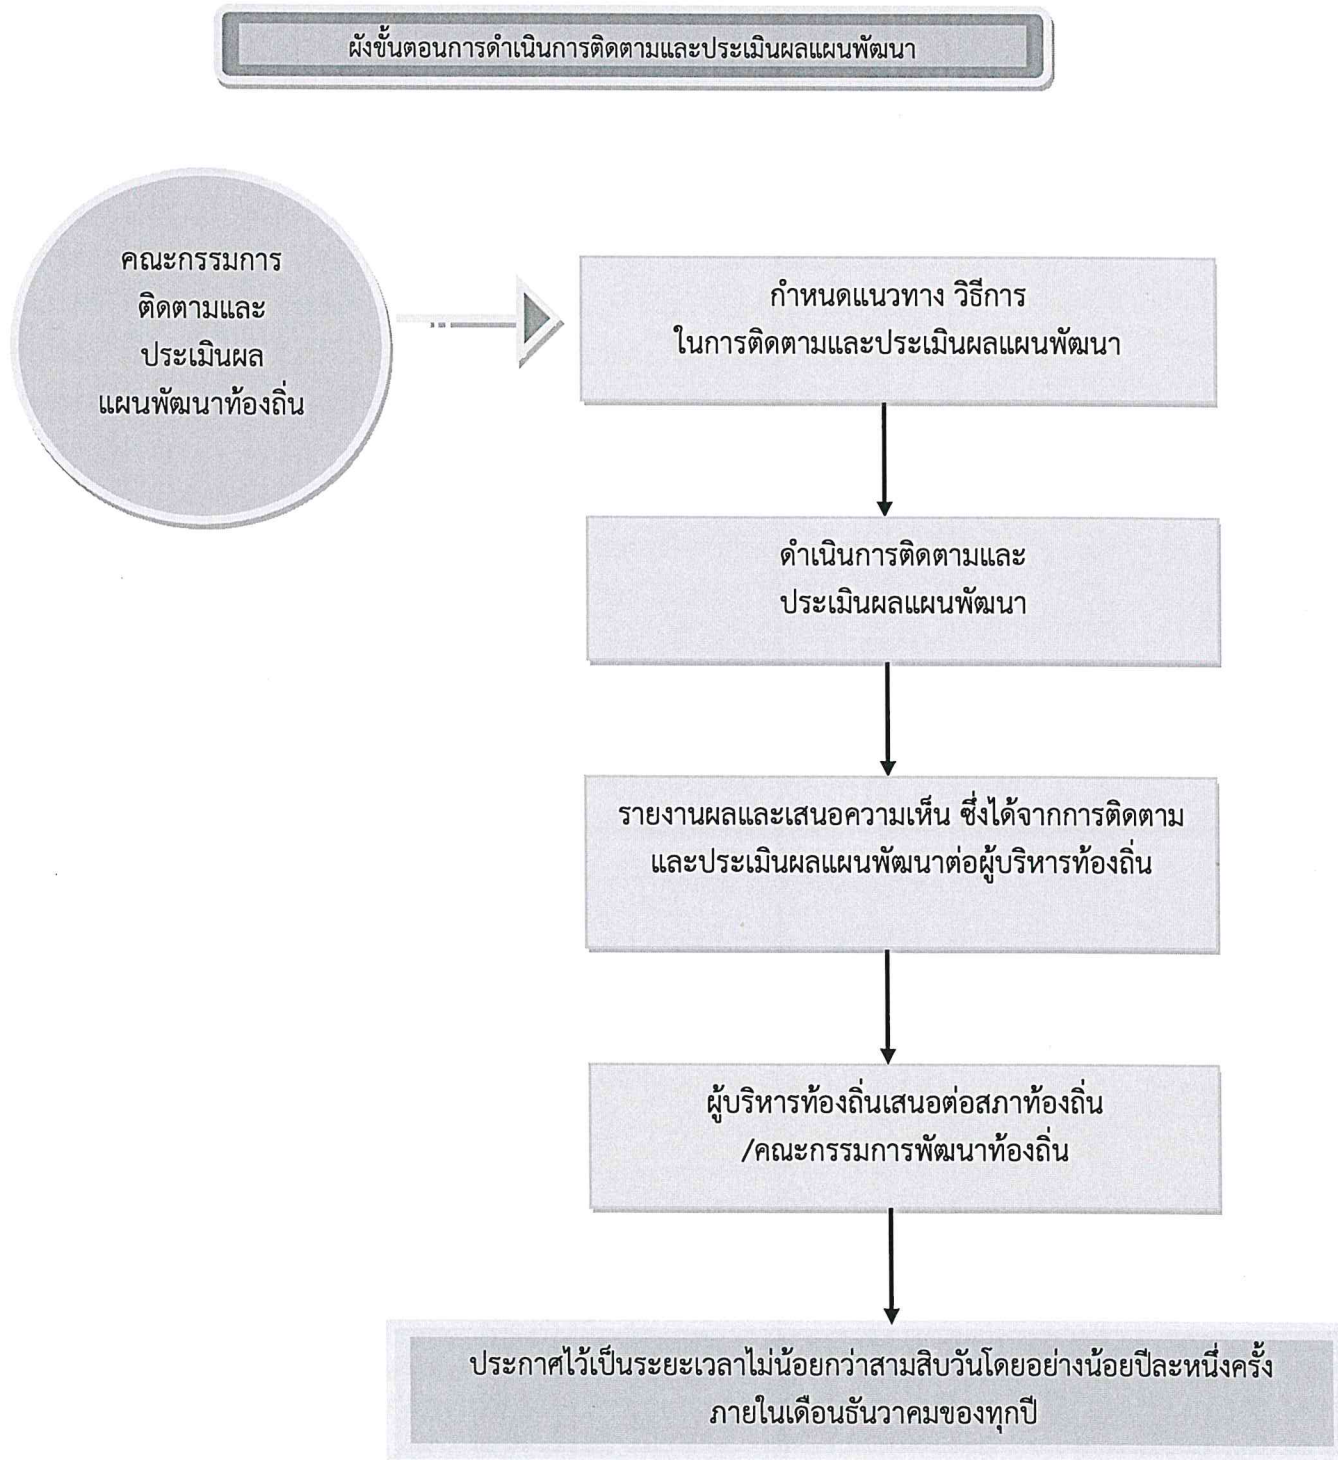 ผังขั้นตอนการดำเนินการติดตามและประเมินผลแผนพัฒนา
คณะกรรมการ
ติดตามและ
ประเมินผล
แผนพัฒนาท้องถิ่น
กำหนดแนวทาง วิธีการ
ในการติดตามและประเมินผลแผนพัฒนา
ดำเนินการติดตามและ
ประเมินผลแผนพัฒนา
รายงานผลและเสนอความเห็น ซึ่งได้จากการติดตาม
และประเมินผลแผนพัฒนาต่อผู้บริหารท้องถิ่น
ผู้บริหารท้องถิ่นเสนอต่อสภาท้องถิ่น
/คณะกรรมการพัฒนาท้องถิ่น
ประกาศไว้เป็นระยะเวลาไม่น้อยกว่าสามสิบวันโดยอย่างน้อยปีละหนึ่งครั้ง
ภายในเดือนธันวาคมของทุกปี